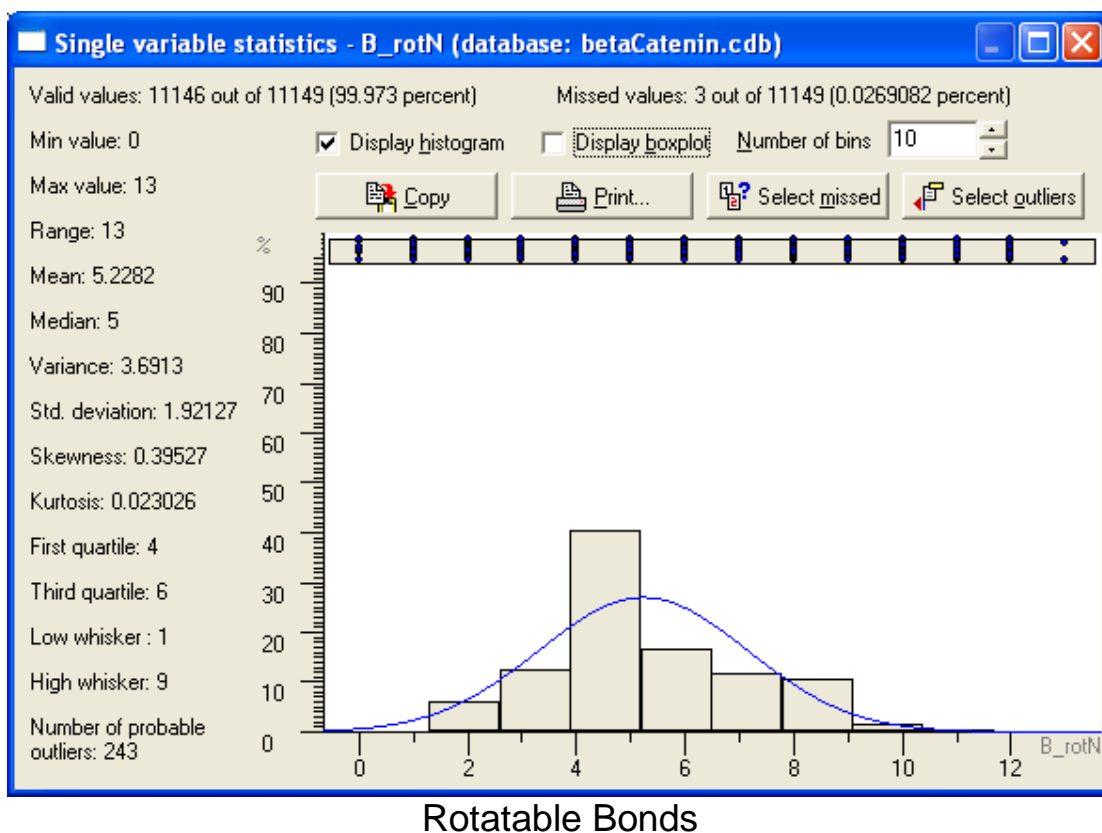 Single variable statistics - B_rotN (database: betaCatenin.cdb)
Valid values: 11146 out of 11149 (99.973 percent)
Missed values: 3 out of 11149 (0.0269082 percent)
Min value: 0
Display histogram
Display boxplot
Number of bins
10
Max value: 13
Copy
Print...
Select missed
Select outliers
Range: 13
Mean: 5.2282
Median: 5
Variance: 3.6913
Std. deviation: 1.92127
Skewness: 0.39527
Kurtosis: 0.023026
First quartile: 4
Third quartile: 6
Low whisker : 1
High whisker: 9
Number of probable
outliers: 243
%
90
80
70
60
50
40
30
20
10
0
0 2 4 6 8 10 12
B_rotN
Rotatable Bonds